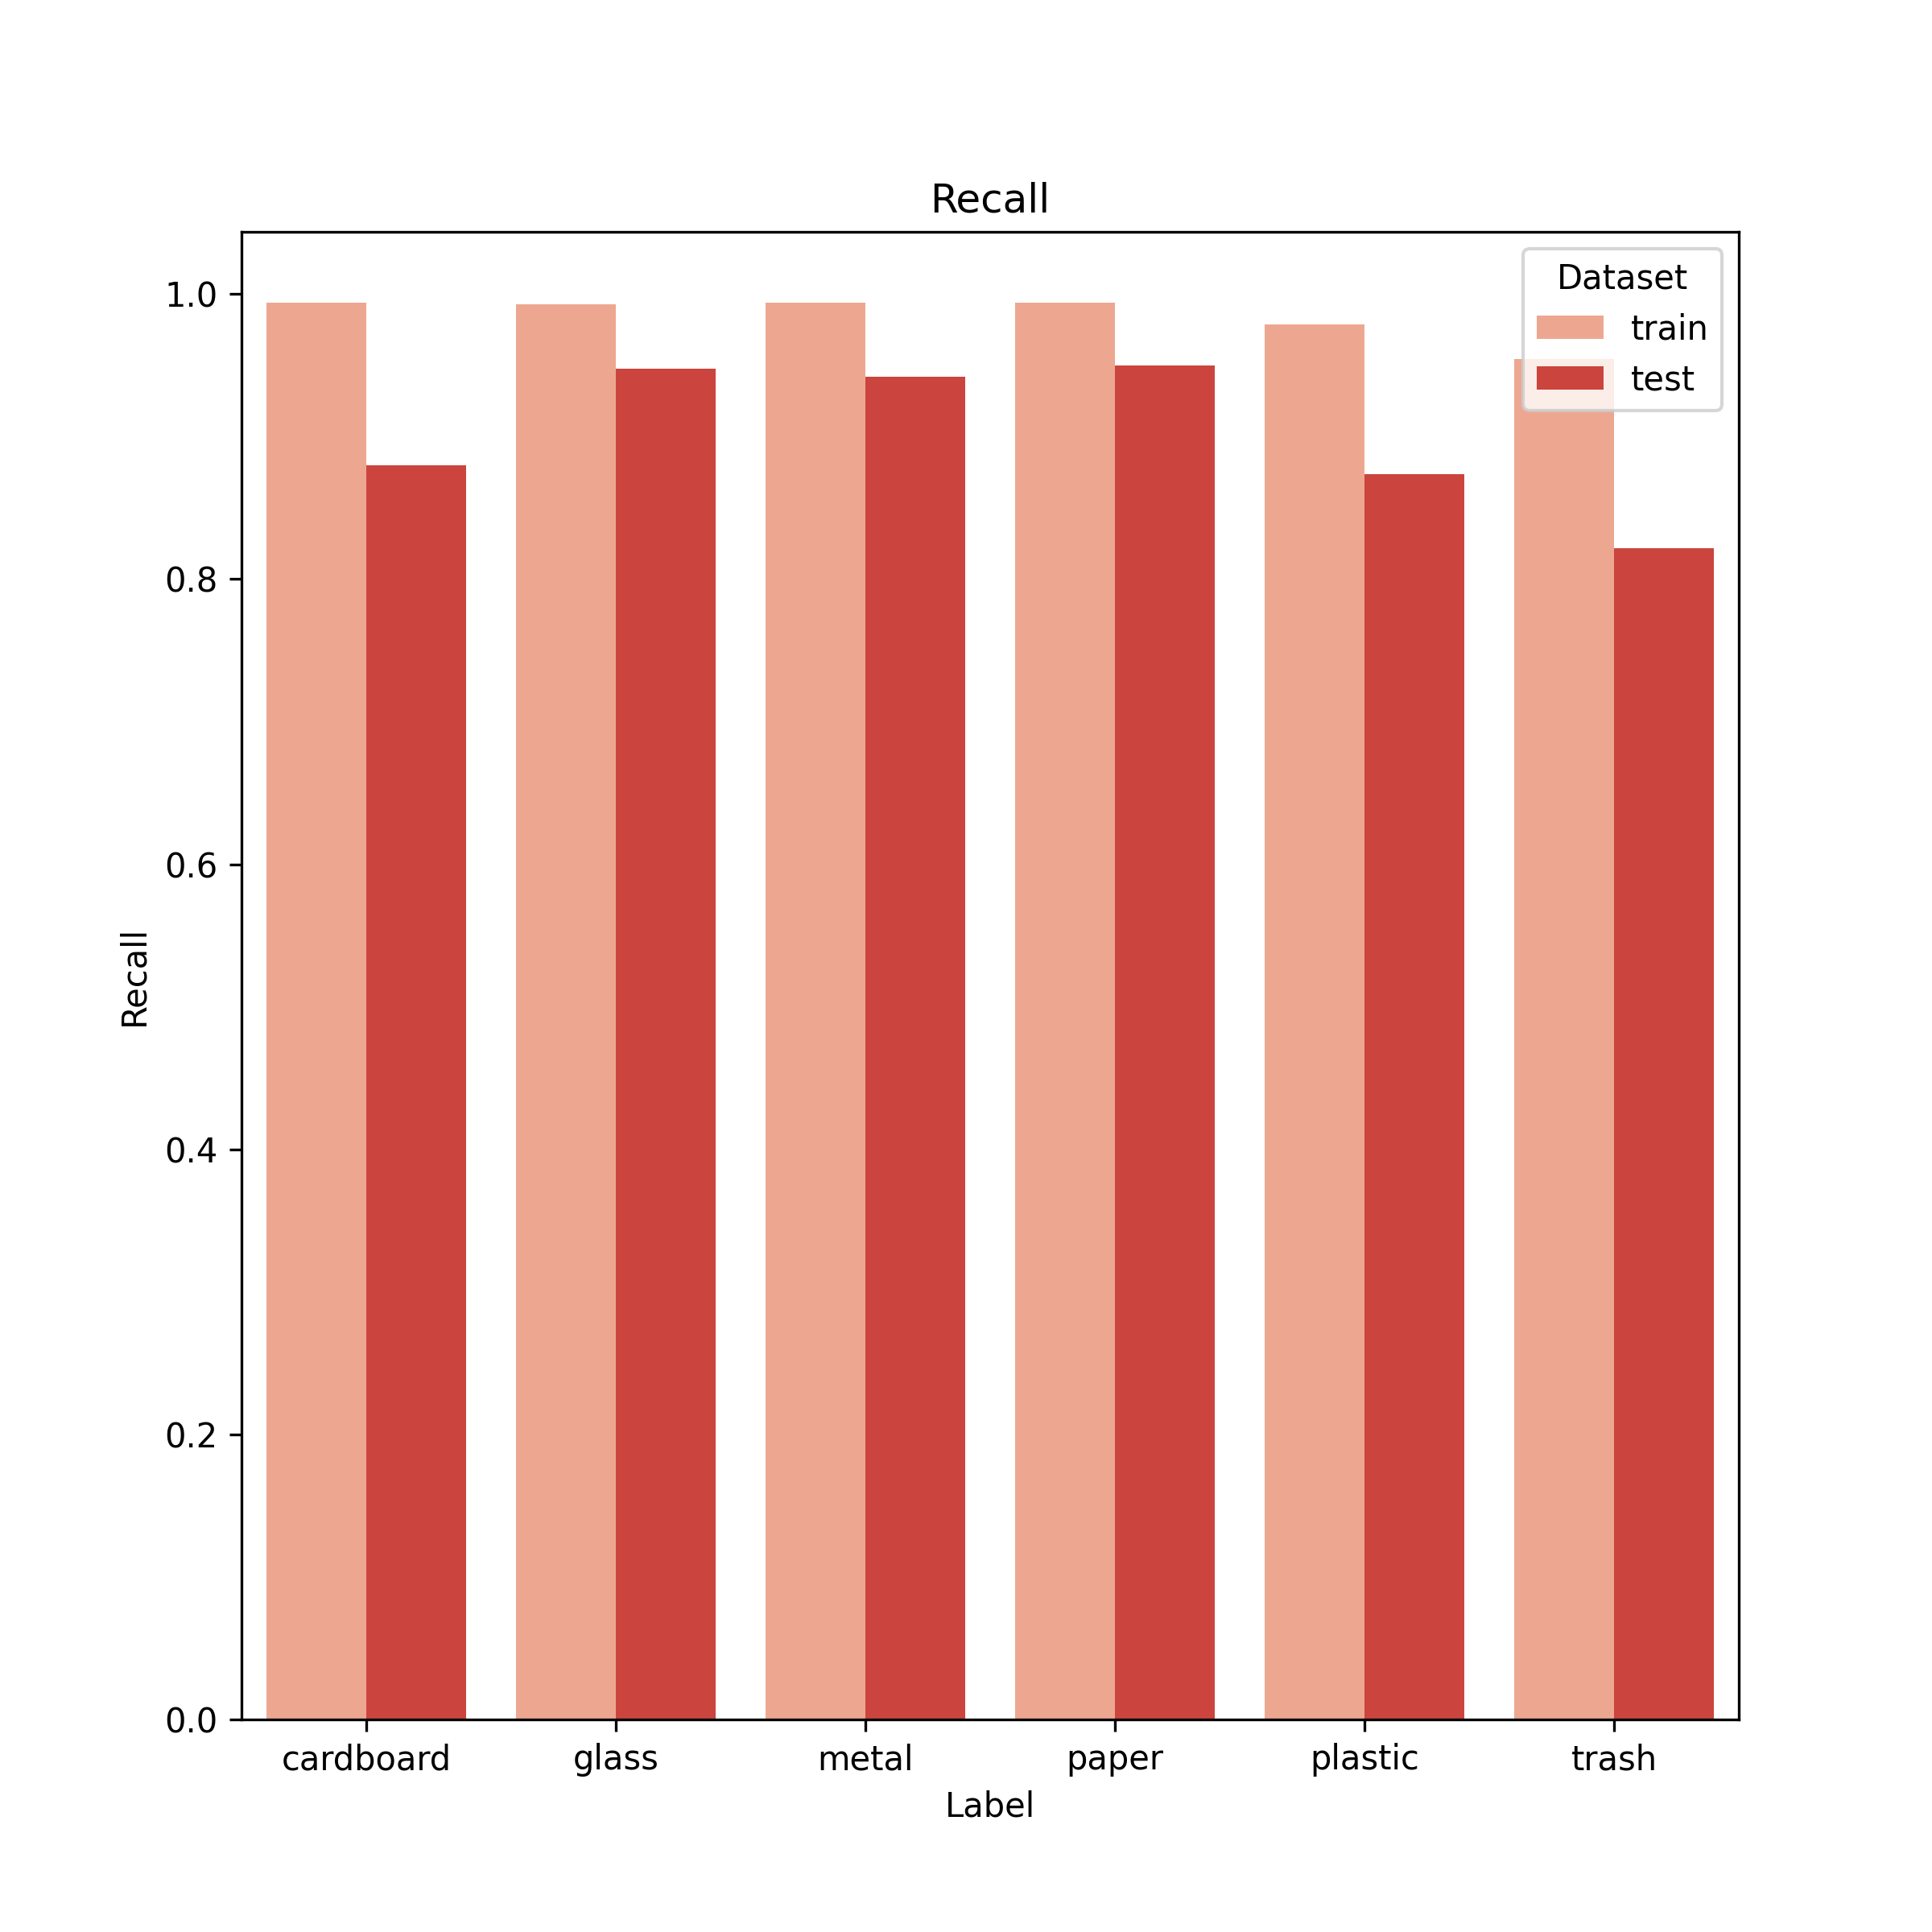 Recall
Dataset
train
test
1.0
0.8
0.6
0.4
0.2
0.0
Recall
cardboard glass metal paper plastic trash
Label